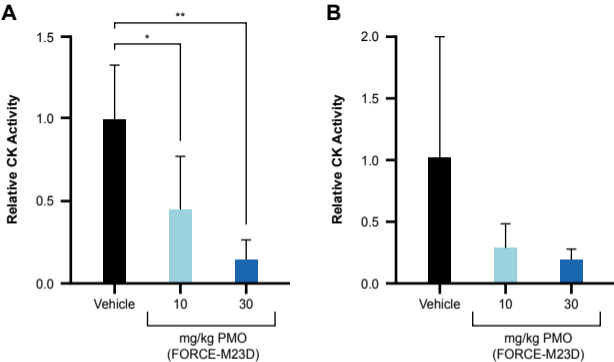 A
Relative CK Activity
1.5
1.0
0.5
0.0
*
**
Vehicle
10
30
mg/kg PMO
(FORCE-M23D)
B
Relative CK Activity
2.0
1.5
1.0
0.5
0.0
Vehicle
10
30
mg/kg PMO
(FORCE-M23D)